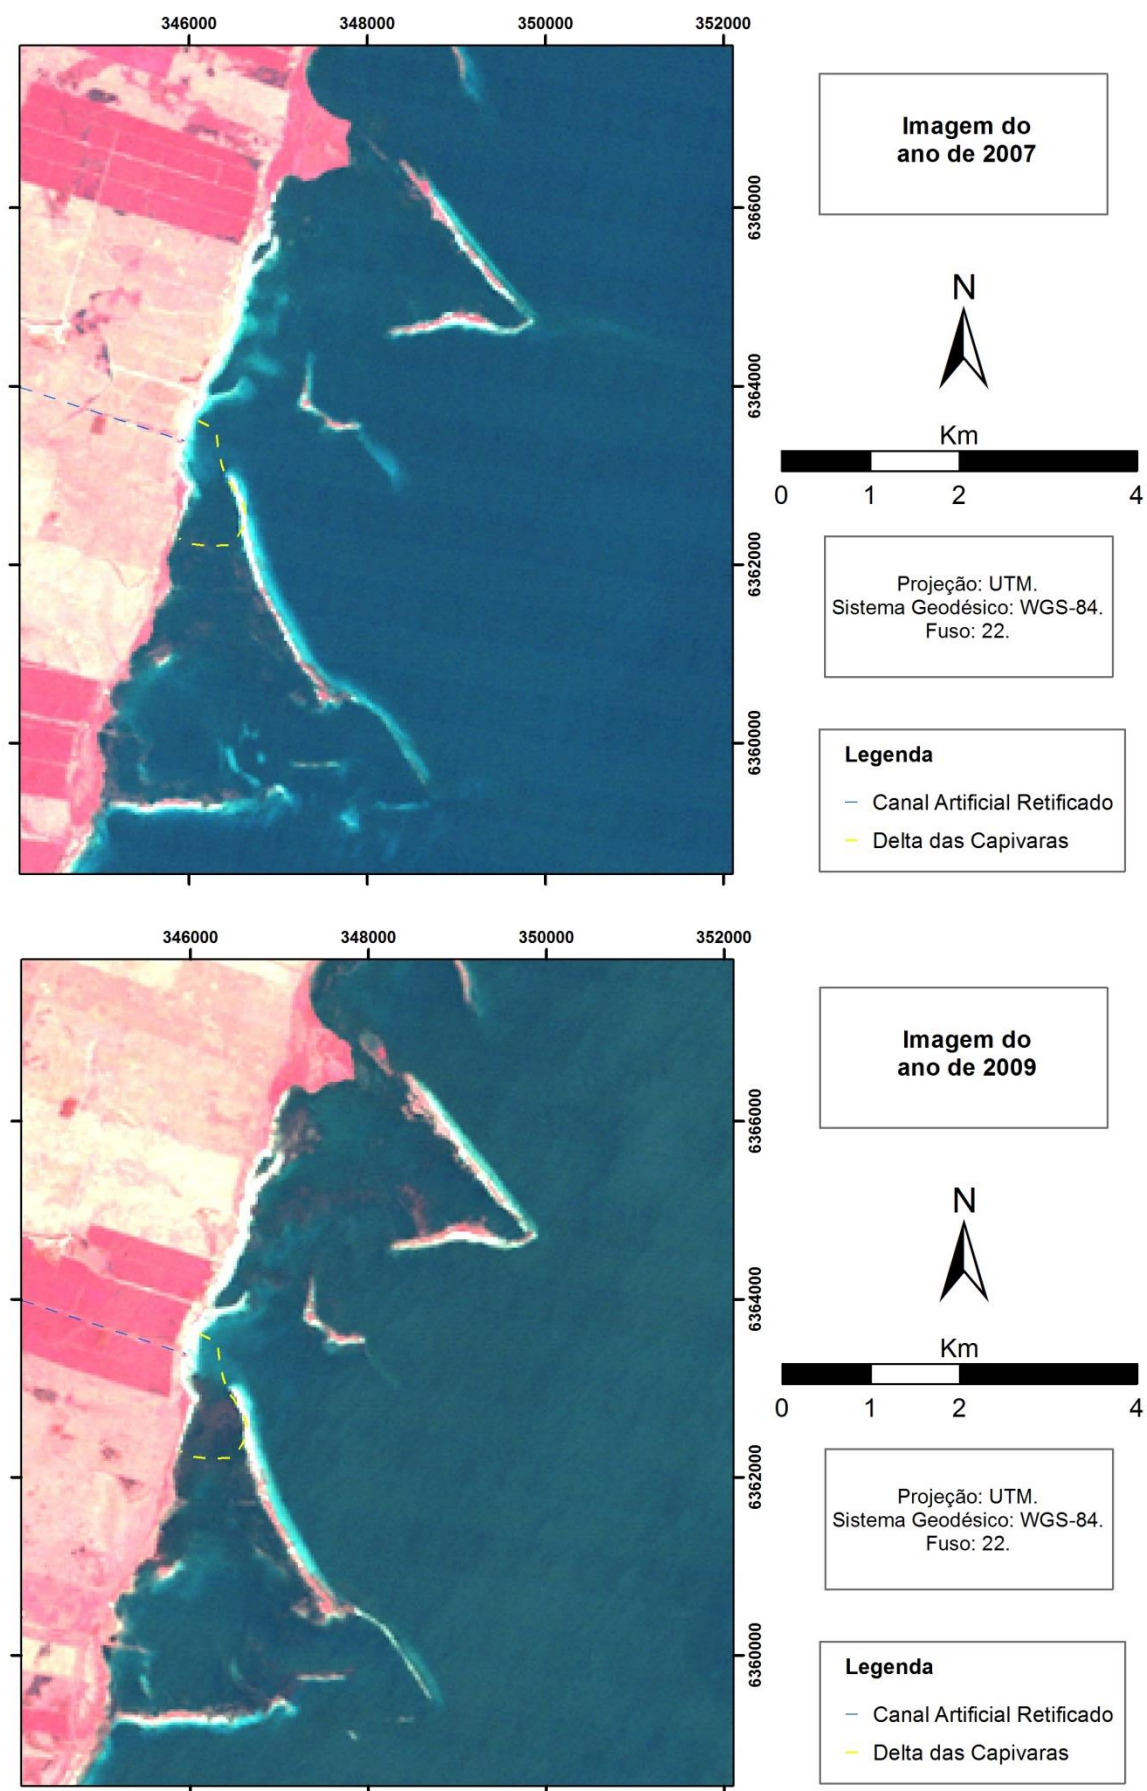 346000 348000 350000 352000
Imagem do
ano de 2007
6366000
6364000
6362000
6360000
N
Km
0 1 2 4
Projeção: UTM.
Sistema Geodésico: WGS-84.
Fuso: 22.
Legenda
Canal Artificial Retificado
Delta das Capivaras
346000 348000 350000 352000
Imagem do
ano de 2009
6366000
6364000
6362000
6360000
N
Km
0 1 2 4
Projeção: UTM.
Sistema Geodésico: WGS-84.
Fuso: 22.
Legenda
Canal Artificial Retificado
Delta das Capivaras